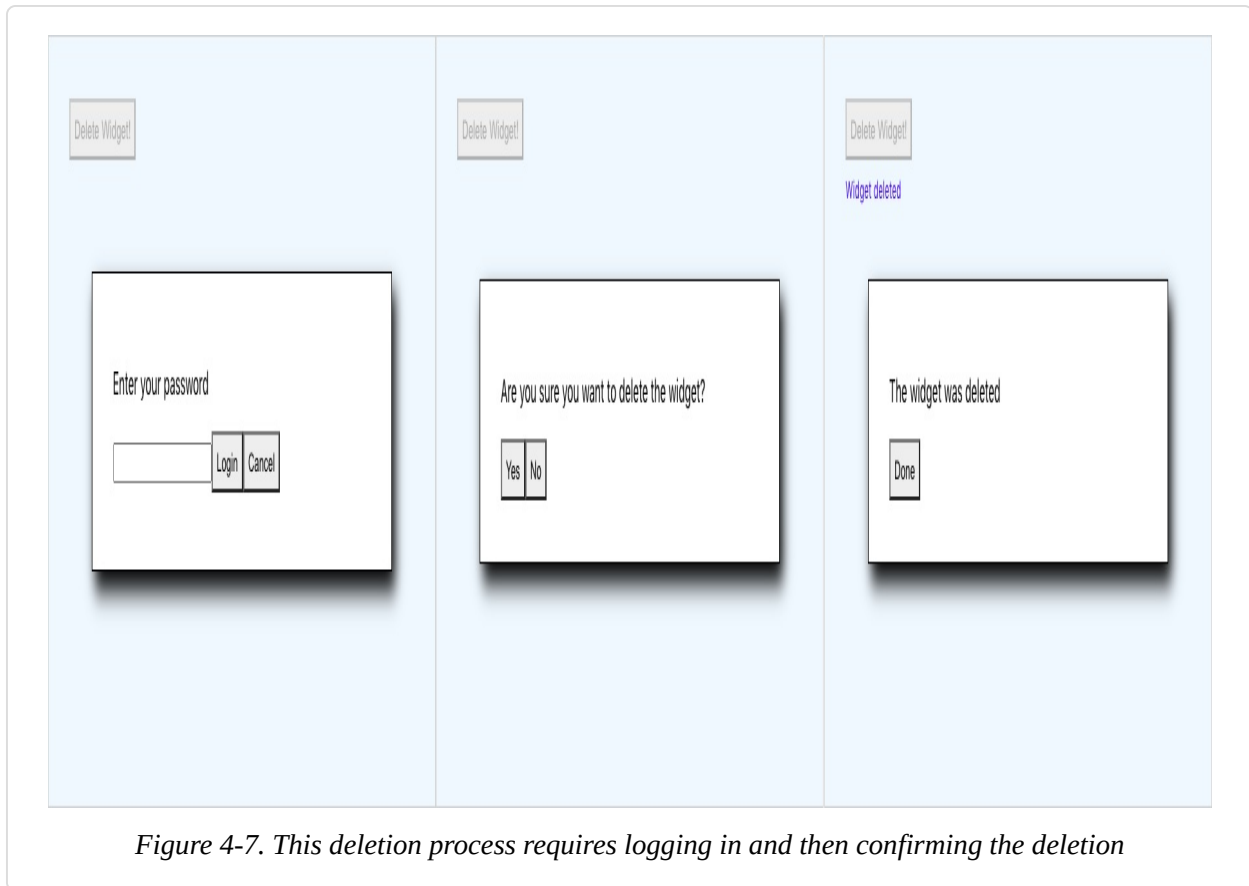 Delete Widget!
Enter your password
Login Cancel
Delete Widget!
Are you sure you want to delete the widget?
Yes No
Delete Widget!
Widget deleted
The widget was deleted
Done
Figure 4-7. This deletion process requires logging in and then confirming the deletion